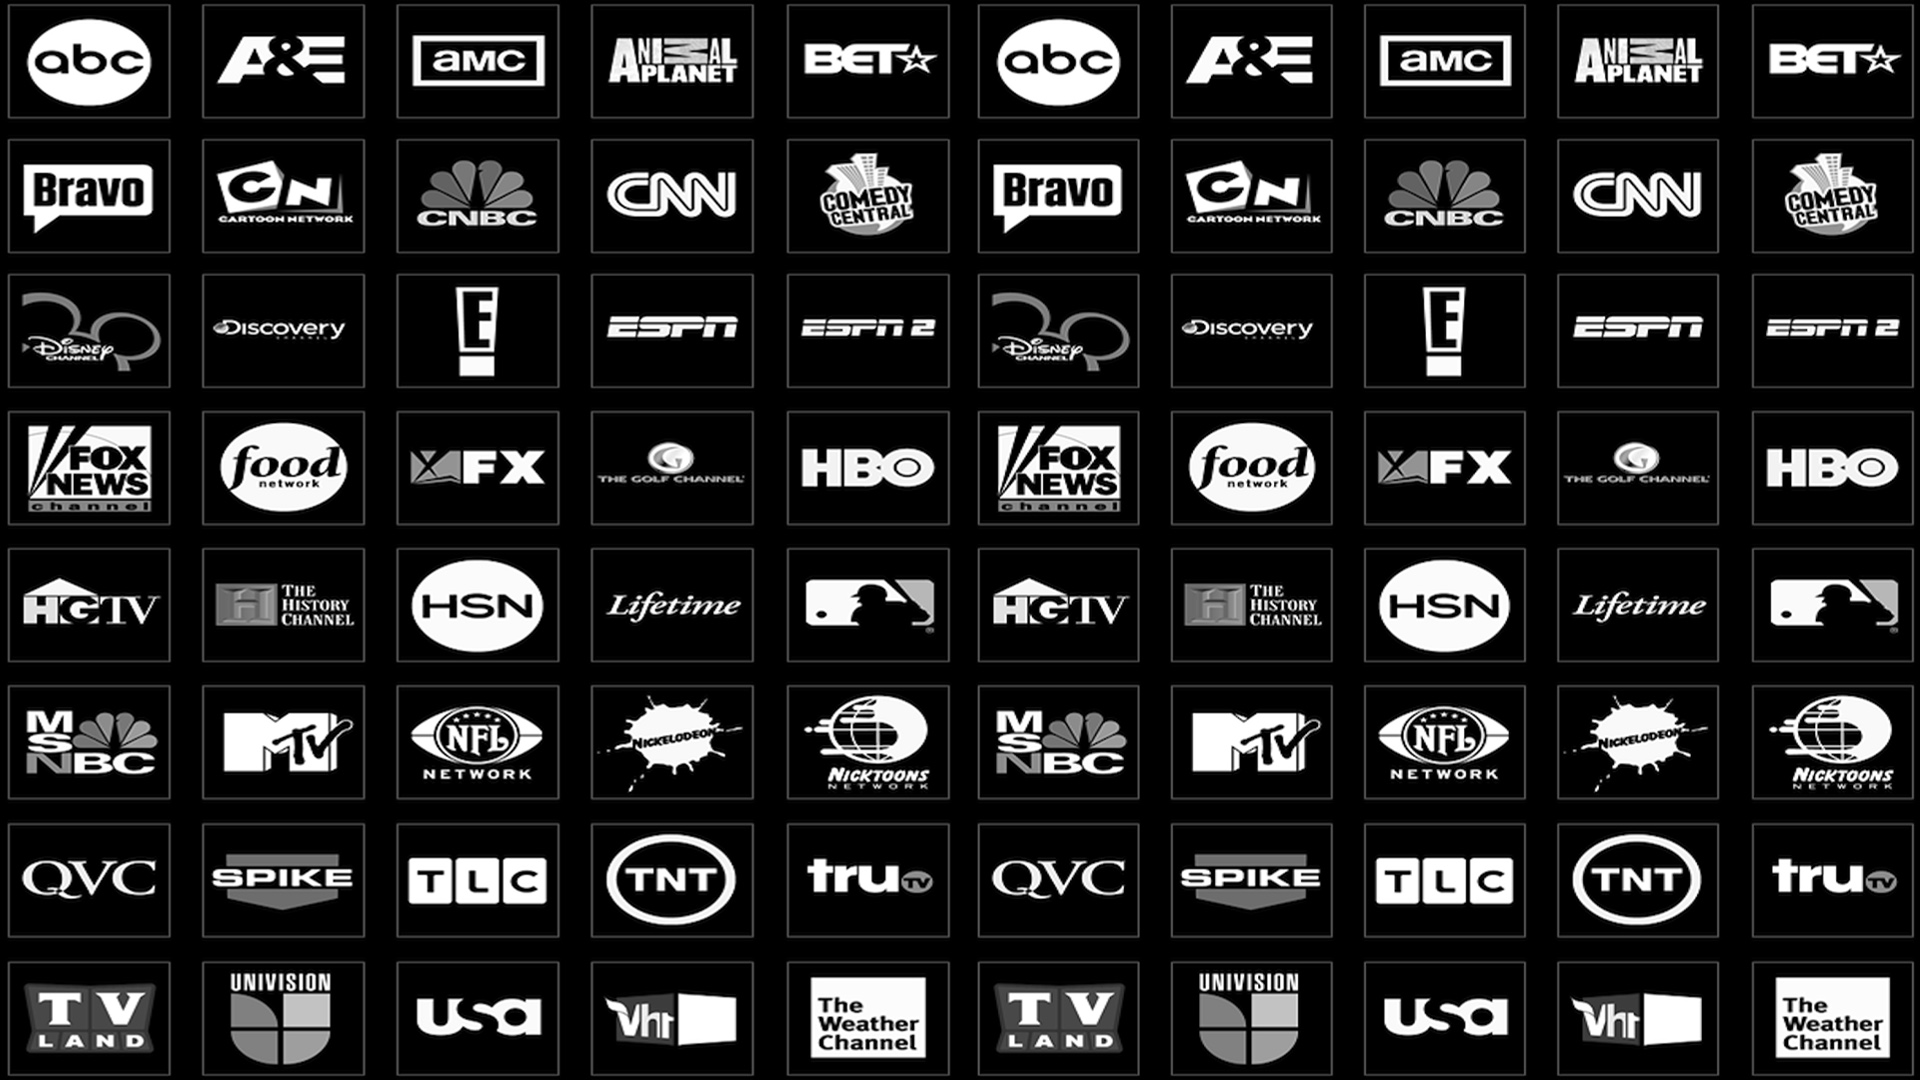 abc
A&E
amc
ANIMAL
PLANET
BET
abc
A&E
amc
ANIMAL
PLANET
BET
Bravo
CN
CARTOON NETWORK
CNBC
CNN
COMEDY
CENTRAL
Bravo
CN
CARTOON NETWORK
CNBC
CNN
COMEDY
CENTRAL
Disney
CHANNEL
Discovery
CHANNEL
E!
ESPN
ESPN 2
Disney
CHANNEL
Discovery
CHANNEL
E!
ESPN
ESPN 2
FOX
NEWS
channel
food
network
FX
THE GOLF CHANNEL
HBO
FOX
NEWS
channel
food
network
FX
THE GOLF CHANNEL
HBO
HGTV
H
THE
HISTORY
CHANNEL
HSN
Lifetime
HGTV
H
THE
HISTORY
CHANNEL
HSN
Lifetime
MSNBC
MTV
NFL
NETWORK
NICKELODEON
NICKTOONS
NETWORK
MSNBC
MTV
NFL
NETWORK
NICKELODEON
NICKTOONS
NETWORK
QVC
SPIKE
TLC
TNT
truTV
QVC
SPIKE
TLC
TNT
truTV
TV
LAND
UNIVISION
usa
Vh1
The
Weather
Channel
TV
LAND
UNIVISION
usa
Vh1
The
Weather
Channel